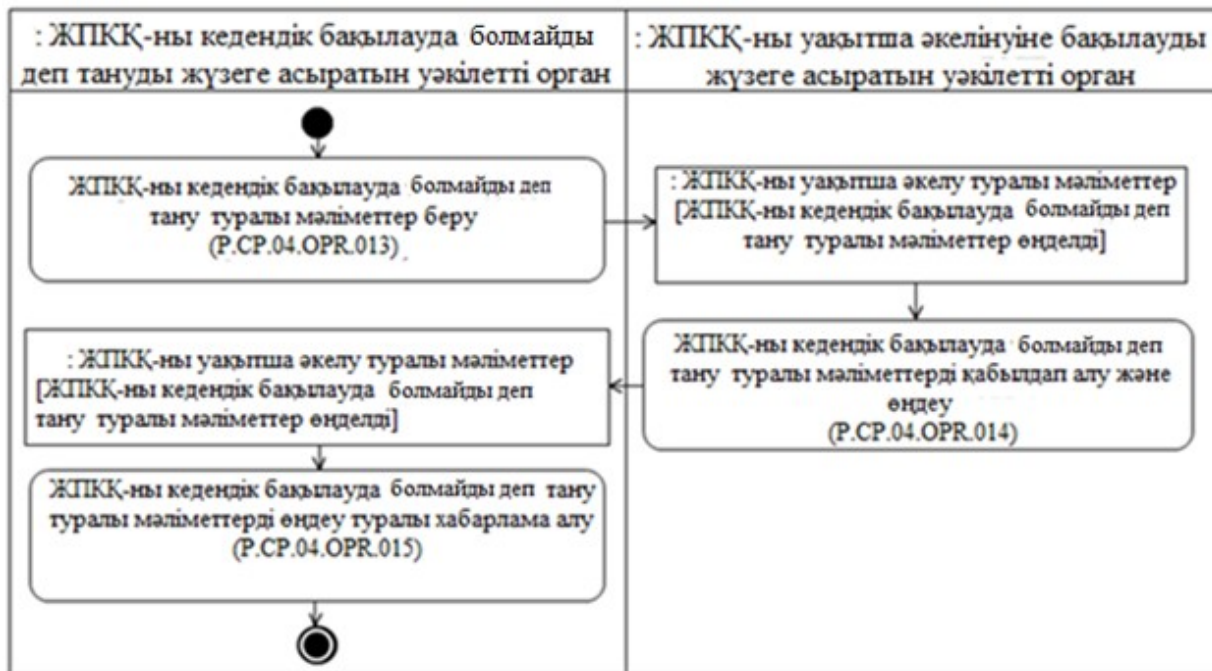 : ЖПКҚ-ны кедендік бақылауда болмайды
деп тануды жүзеге асыратын уәкілетті орган
: ЖПКҚ-ны уақытша әкелінуіне бақылауды
жүзеге асыратын уәкілетті орган
ЖПКҚ-ны кедендік бақылауда болмайды деп
тану туралы мәліметтер беру
(P.CP.04.OPR.013)
: ЖПКҚ-ны уақытша әкелу туралы мәліметтер
[ЖПКҚ-ны кедендік бақылауда болмайды деп
тану туралы мәліметтер өңделді]
ЖПКҚ-ны кедендік бақылауда болмайды деп
тану туралы мәліметтерді қабылдап алу және
өңдеу
(P.CP.04.OPR.014)
: ЖПКҚ-ны уақытша әкелу туралы мәліметтер
[ЖПКҚ-ны кедендік бақылауда болмайды деп
тану туралы мәліметтер өңделді]
ЖПКҚ-ны кедендік бақылауда болмайды деп тану
туралы мәліметтерді өңдеу туралы хабарлама алу
(P.CP.04.OPR.015)